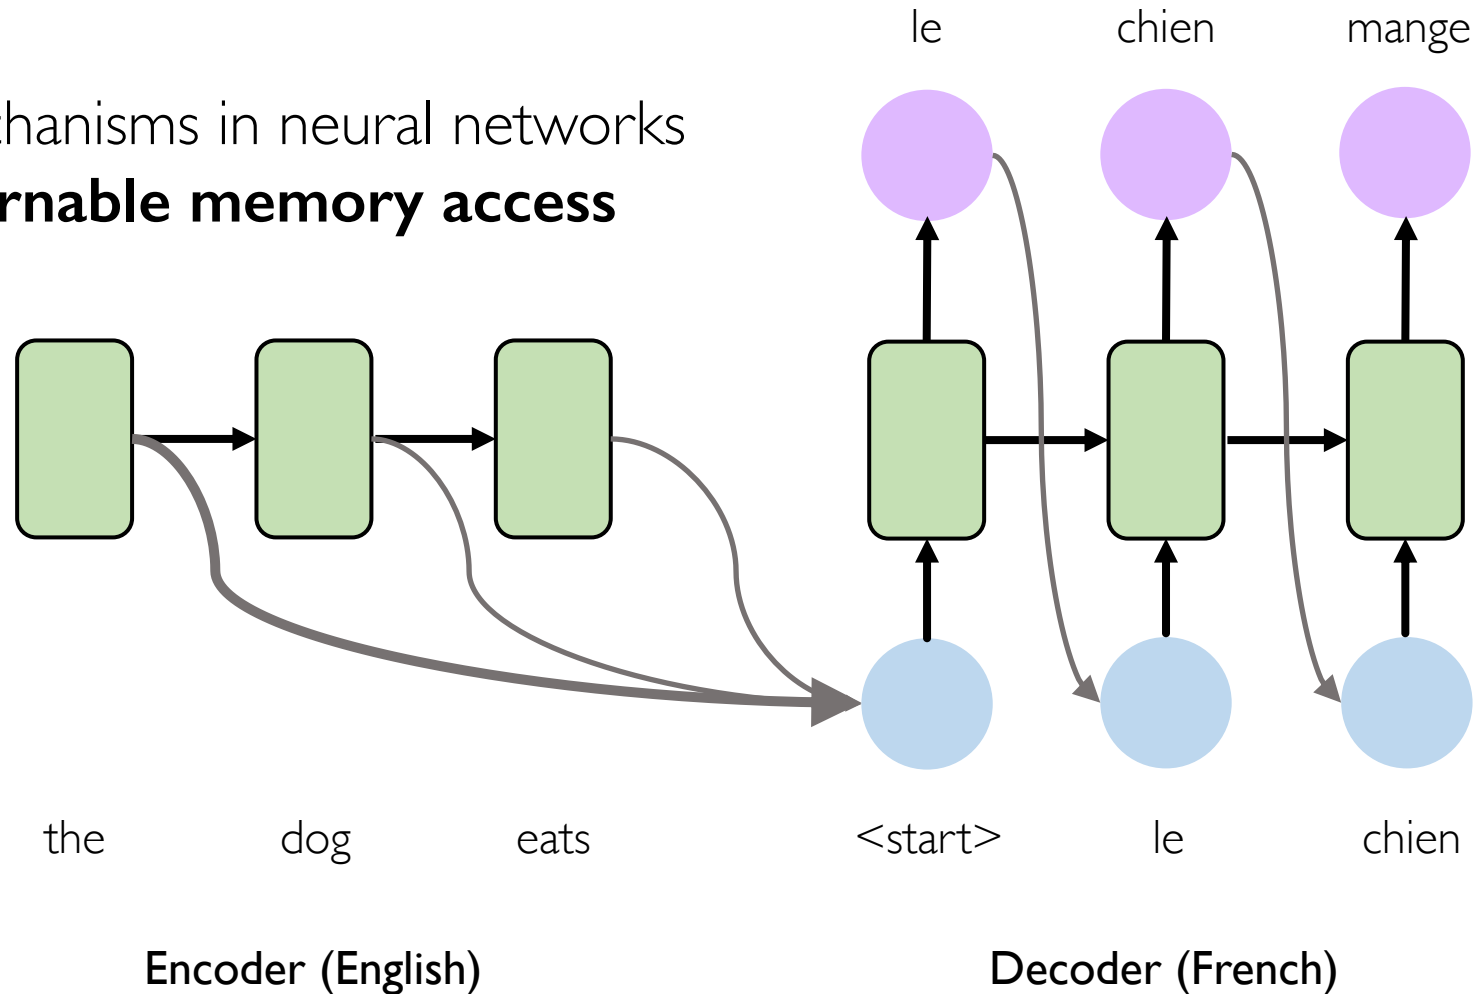 le chien mange
chanisms in neural networks
rnable memory access
the dog eats <start> le chien
Encoder (English) Decoder (French)